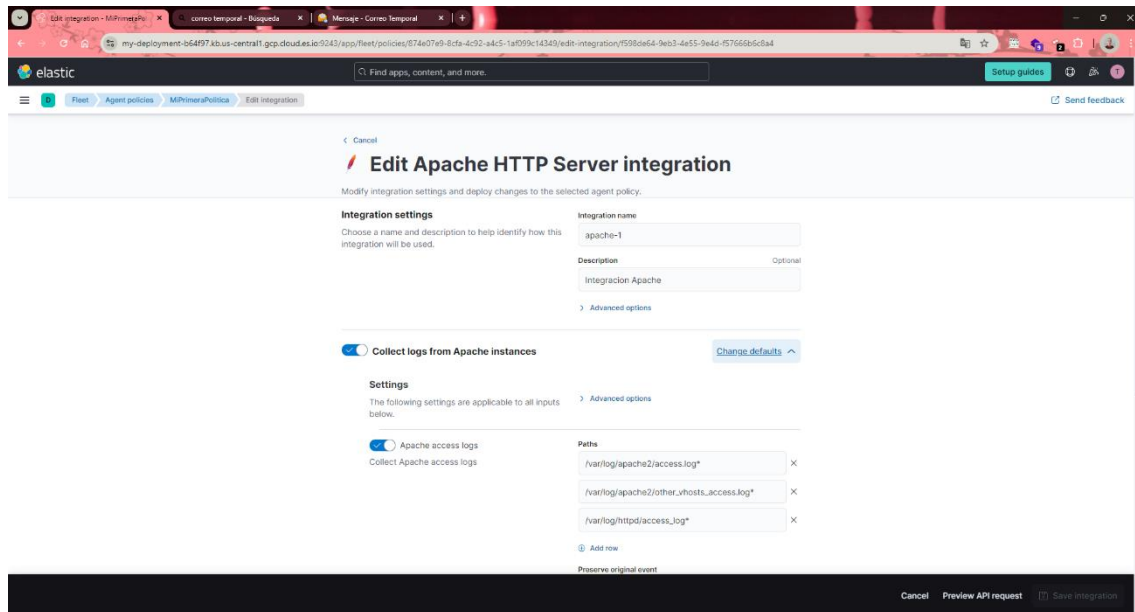 Edit integration - MiPrimeraPol
correo temporal - Búsqueda
Mensaje - Correo Temporal
my-deployment-b64f97.kb.us-central1.gcp.cloud.es.io:9243/app/fleet/policies/874e07e9-8cfa-4c92-a4c5-1af099c14349/edit-integration/f598de64-9eb3-4e55-9e4d-f57666b6c8a4
elastic
Find apps, content, and more.
Setup guides
T
D
Fleet
Agent policies
MiPrimeraPolitica
Edit integration
Send feedback
Cancel
Edit Apache HTTP Server integration
Modify integration settings and deploy changes to the selected agent policy.
Integration settings
Choose a name and description to help identify how this
integration will be used.
Integration name
apache-1
Description
Optional
Integracion Apache
Advanced options
Collect logs from Apache instances
Change defaults
Settings
The following settings are applicable to all inputs
below.
Advanced options
Apache access logs
Collect Apache access logs
Paths
/var/log/apache2/access.log*
/var/log/apache2/other_vhosts_access.log*
/var/log/httpd/access_log*
Add row
Preserve original event
Cancel
Preview API request
Save integration